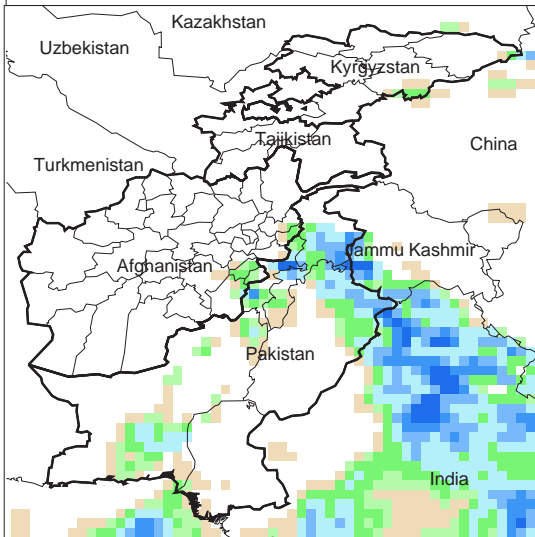 Kazakhstan
Uzbekistan
Kyrgyzstan
Tajikistan
China
Turkmenistan
Jammu Kashmir
Afghanistan
Pakistan
India